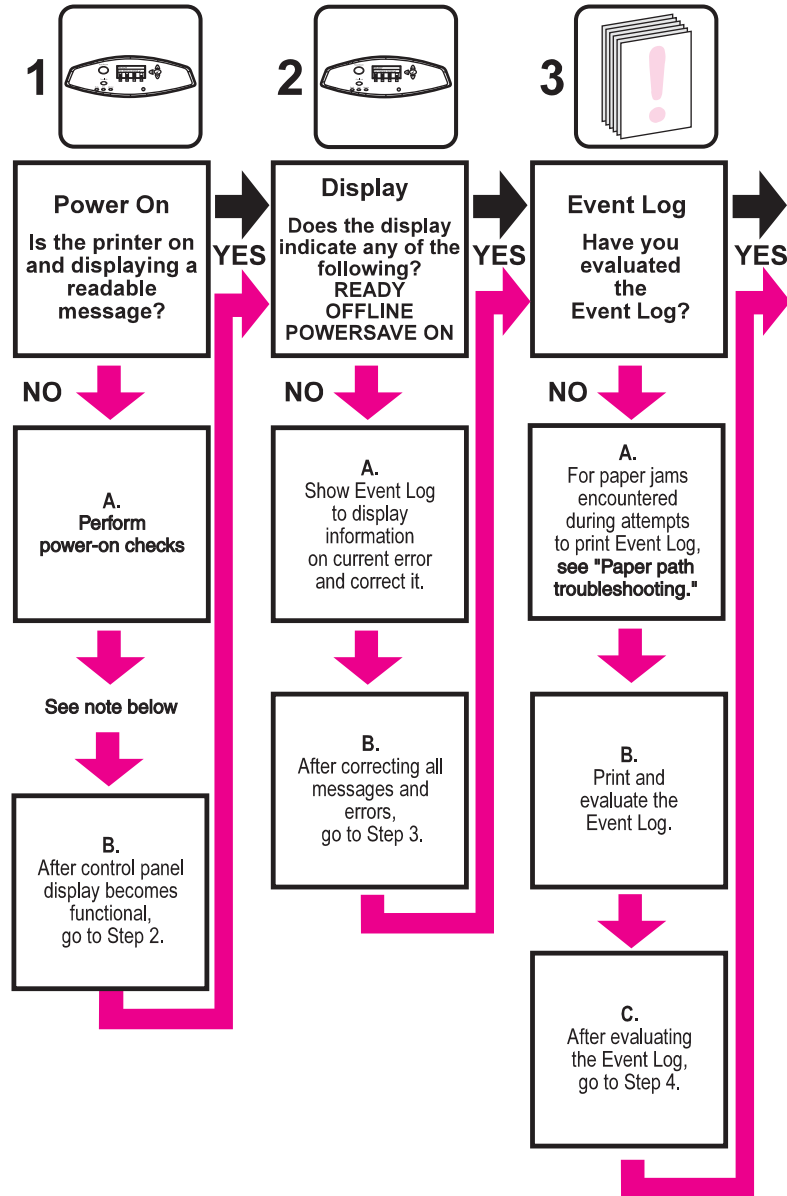 1
Power On
Is the printer on
and displaying a
readable
message?
YES
NO
A.
Perform
power-on checks
See note below
B.
After control panel
display becomes
functional,
go to Step 2.
2
Display
Does the display
indicate any of the
following?
READY
OFFLINE
POWERSAVE ON
YES
NO
A.
Show Event Log
to display
information
on current error
and correct it.
B.
After correcting all
messages and
errors,
go to Step 3.
3
!
Event Log
Have you
evaluated
the
Event Log?
YES
NO
A.
For paper jams
encountered
during attempts
to print Event Log,
see "Paper path
troubleshooting."
B.
Print and
evaluate the
Event Log.
C.
After evaluating
the Event Log,
go to Step 4.